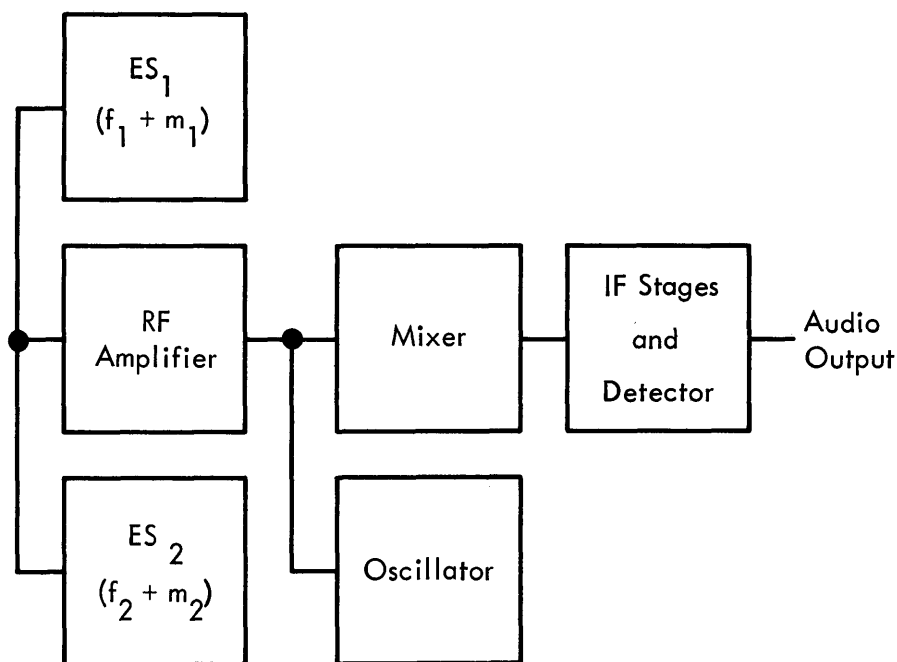 ES1
(f1 + m1)
RF
Amplifier
Mixer
IF Stages
and
Detector
Audio
Output
ES2
(f2 + m2)
Oscillator